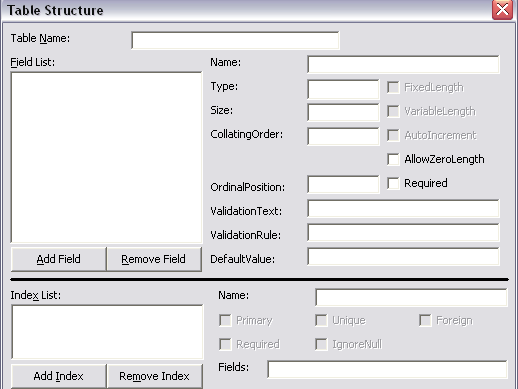 Table Structure
Table Name:
Field List:
Name:
Type:
FixedLength
Size:
VariableLength
CollatingOrder:
AutoIncrement
AllowZeroLength
OrdinalPosition:
Required
ValidationText:
ValidationRule:
Add Field
Remove Field
DefaultValue:
Index List:
Name:
Primary
Unique
Foreign
Required
IgnoreNull
Fields:
Add Index
Remove Index